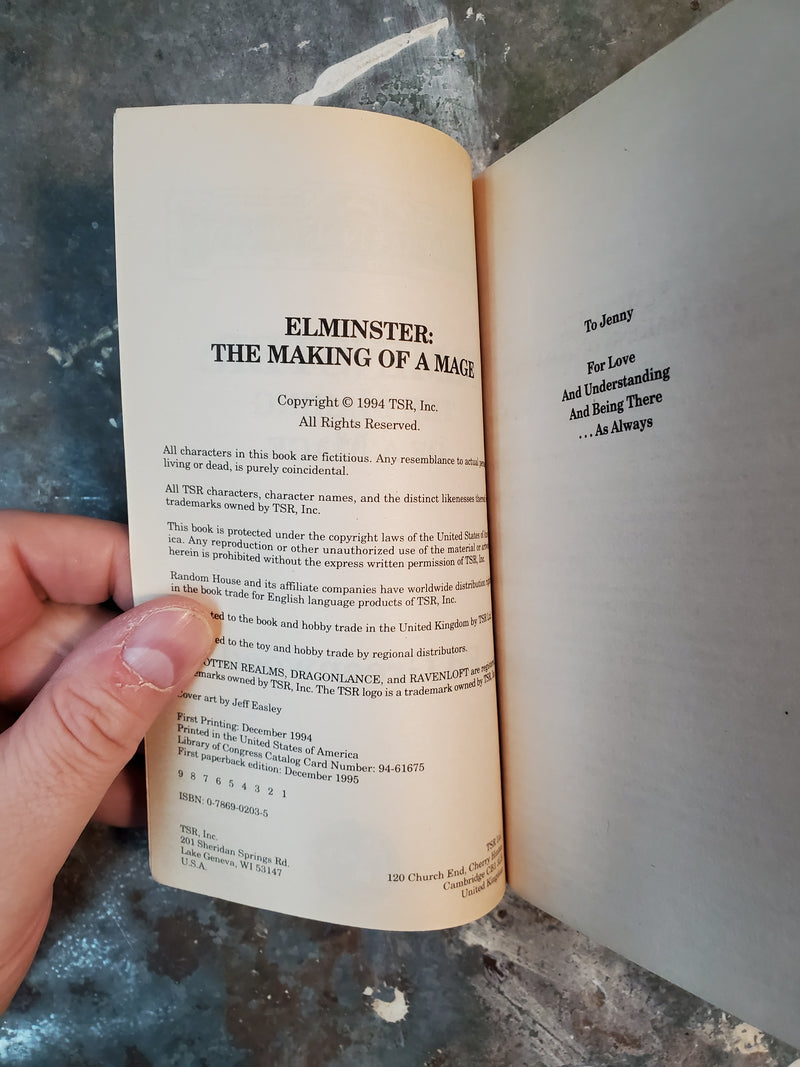 ELMINSTER:
THE MAKING OF A MAGE
Copyright © 1994 TSR, Inc.
All Rights Reserved.
All characters in this book are fictitious. Any resemblance to actual
living or dead, is purely coincidental.
All TSR characters, character names, and the distinct likenesses
trademarks owned by TSR, Inc.
This book is protected under the copyright laws of the United States of
ica. Any reproduction or other unauthorized use of the material or
herein is prohibited without the express written permission of TSR, Inc.
Random House and its affiliate companies have worldwide distribution
in the book trade for English language products of TSR, Inc.
ted to the book and hobby trade in the United Kingdom by TSR
ed to the toy and hobby trade by regional distributors.
OTTEN REALMS, DRAGONLANCE, and RAVENLOFT are
emarks owned by TSR, Inc. The TSR logo is a trademark owned by TSR,
Cover art by Jeff Easley
First Printing: December 1994
Printed in the United States of America
Library of Congress Catalog Card Number: 94-61675
First paperback edition: December 1995
9 8 7 6 5 4 3 2 1
ISBN: 0-7869-0203-5
TSR, Inc.
201 Sheridan Springs Rd.
Lake Geneva, WI 53147
U.S.A.
TSR
120 Church End, Cherry
Cambridge CB1
United Kingdom
To Jenny
For Love
And Understanding
And Being There
. . . As Always